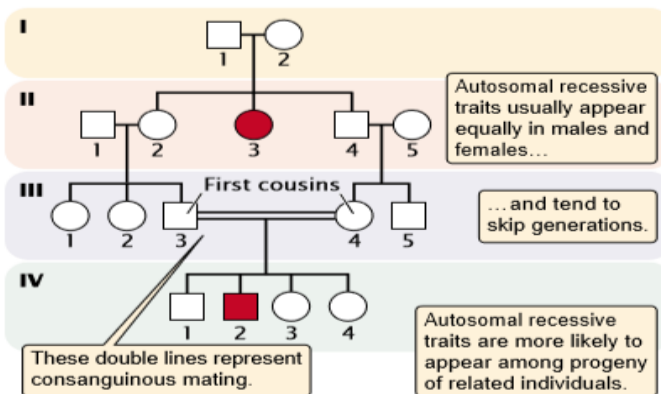 I
1 2
II
Autosomal recessive
traits usually appear
equally in males and
females...
1 2 3 4 5
III
First cousins
...and tend to
skip generations.
1 2 3 4 5
IV
1 2 3 4
These double lines represent
consanguinous mating.
Autosomal recessive
traits are more likely to
appear among progeny
of related individuals.